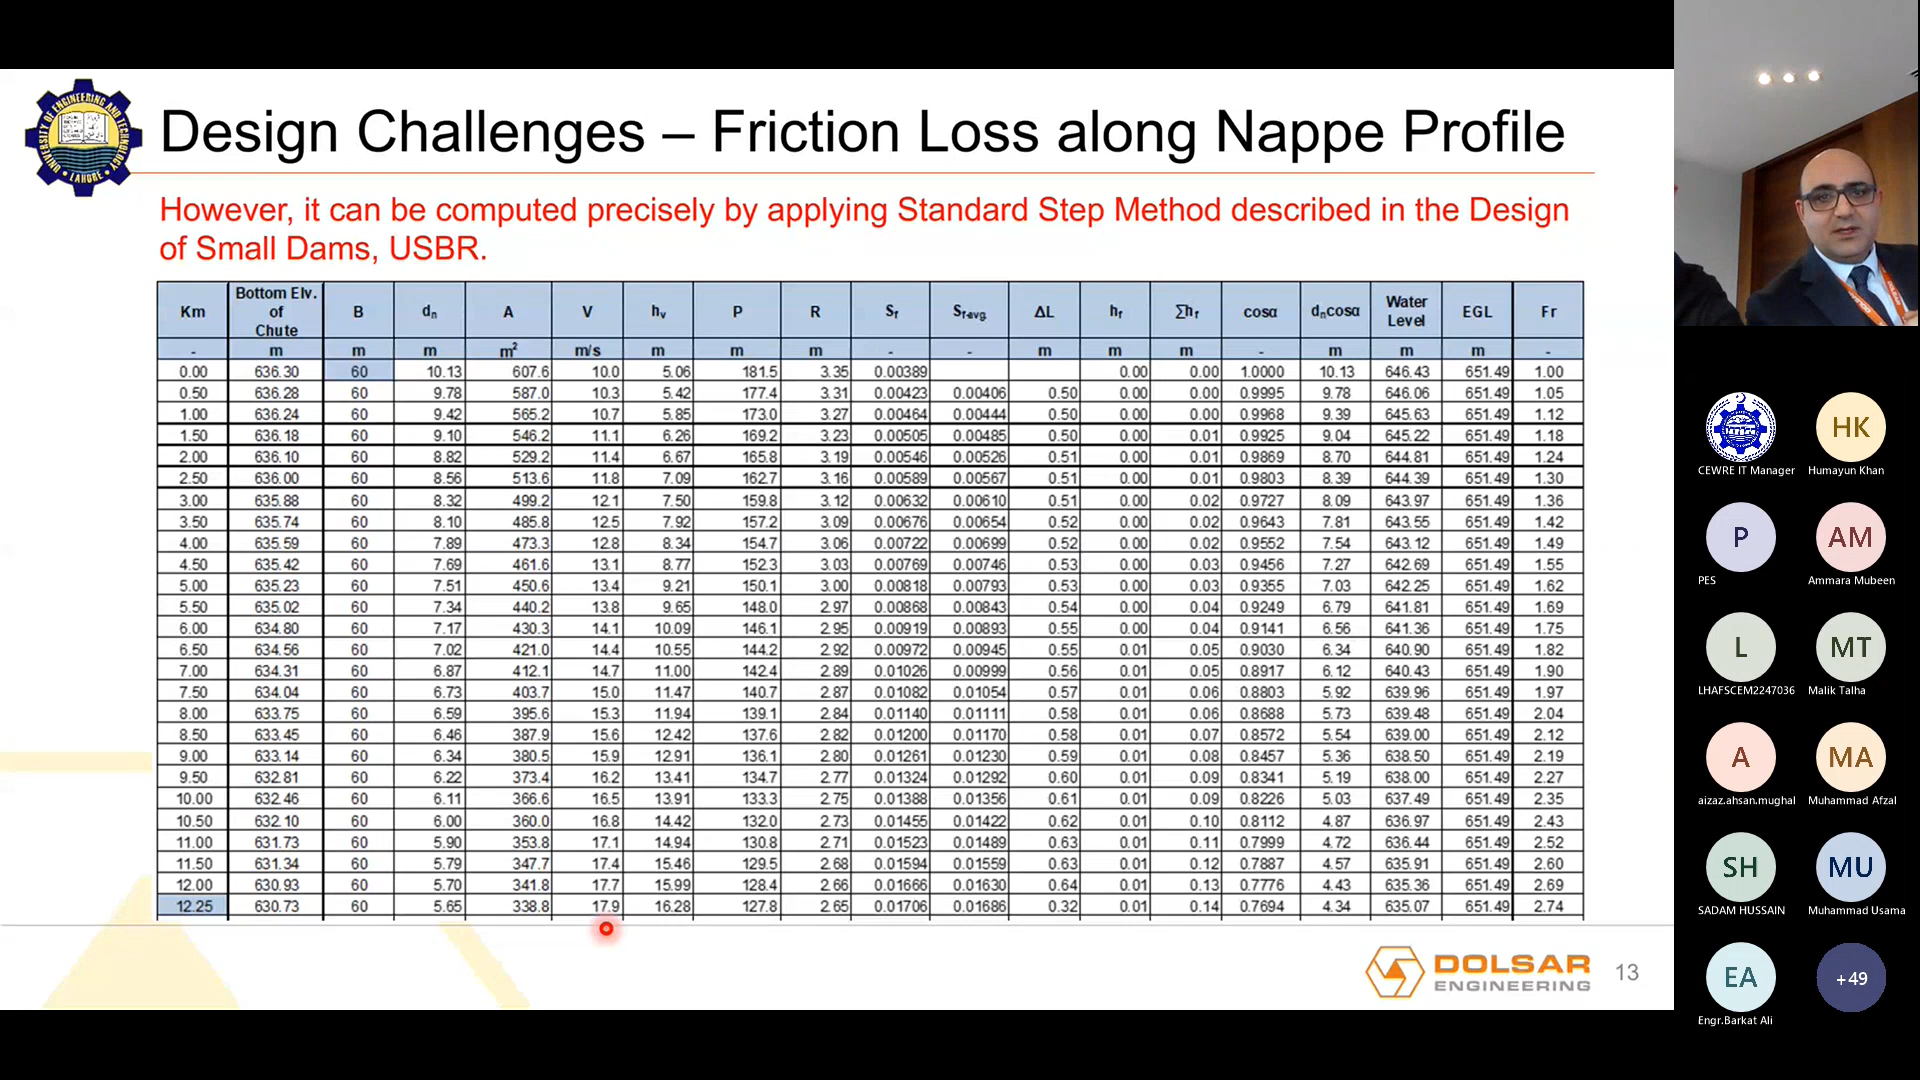 Design Challenges – Friction Loss along Nappe Profile
However, it can be computed precisely by applying Standard Step Method described in the Design
of Small Dams, USBR.
Km Bottom Elv. of Chute B dn A V hv P R Sf Sf-avg. ΔL hf ∑hf cosα dncosα Water Level EGL Fr
- m m m m² m/s m m m - - m m m - m m m -
0.00 636.30 60 10.13 607.6 10.0 5.06 181.5 3.35 0.00389 0.00 0.00 1.0000 10.13 646.43 651.49 1.00
0.50 636.28 60 9.78 587.0 10.3 5.42 177.4 3.31 0.00423 0.00406 0.50 0.00 0.00 0.9995 9.78 646.06 651.49 1.05
1.00 636.24 60 9.42 565.2 10.7 5.85 173.0 3.27 0.00464 0.00444 0.50 0.00 0.00 0.9968 9.39 645.63 651.49 1.12
1.50 636.18 60 9.10 546.2 11.1 6.26 169.2 3.23 0.00505 0.00485 0.50 0.00 0.01 0.9925 9.04 645.22 651.49 1.18
2.00 636.10 60 8.82 529.2 11.4 6.67 165.8 3.19 0.00546 0.00526 0.51 0.00 0.01 0.9869 8.70 644.81 651.49 1.24
2.50 636.00 60 8.56 513.6 11.8 7.09 162.7 3.16 0.00589 0.00567 0.51 0.00 0.01 0.9803 8.39 644.39 651.49 1.30
3.00 635.88 60 8.32 499.2 12.1 7.50 159.8 3.12 0.00632 0.00610 0.51 0.00 0.02 0.9727 8.09 643.97 651.49 1.36
3.50 635.74 60 8.10 485.8 12.5 7.92 157.2 3.09 0.00676 0.00654 0.52 0.00 0.02 0.9643 7.81 643.55 651.49 1.42
4.00 635.59 60 7.89 473.3 12.8 8.34 154.7 3.06 0.00722 0.00699 0.52 0.00 0.02 0.9552 7.54 643.12 651.49 1.49
4.50 635.42 60 7.69 461.6 13.1 8.77 152.3 3.03 0.00769 0.00746 0.53 0.00 0.03 0.9456 7.27 642.69 651.49 1.55
5.00 635.23 60 7.51 450.6 13.4 9.21 150.1 3.00 0.00818 0.00793 0.53 0.00 0.03 0.9355 7.03 642.25 651.49 1.62
5.50 635.02 60 7.34 440.2 13.8 9.65 148.0 2.97 0.00868 0.00843 0.54 0.00 0.04 0.9249 6.79 641.81 651.49 1.69
6.00 634.80 60 7.17 430.3 14.1 10.09 146.1 2.95 0.00919 0.00893 0.55 0.00 0.04 0.9141 6.56 641.36 651.49 1.75
6.50 634.56 60 7.02 421.0 14.4 10.55 144.2 2.92 0.00972 0.00945 0.55 0.01 0.05 0.9030 6.34 640.90 651.49 1.82
7.00 634.31 60 6.87 412.1 14.7 11.00 142.4 2.89 0.01026 0.00999 0.56 0.01 0.05 0.8917 6.12 640.43 651.49 1.90
7.50 634.04 60 6.73 403.7 15.0 11.47 140.7 2.87 0.01082 0.01054 0.57 0.01 0.06 0.8803 5.92 639.96 651.49 1.97
8.00 633.75 60 6.59 395.6 15.3 11.94 139.1 2.84 0.01140 0.01111 0.58 0.01 0.06 0.8688 5.73 639.48 651.49 2.04
8.50 633.45 60 6.46 387.9 15.6 12.42 137.6 2.82 0.01200 0.01170 0.58 0.01 0.07 0.8572 5.54 639.00 651.49 2.12
9.00 633.14 60 6.34 380.5 15.9 12.91 136.1 2.80 0.01261 0.01230 0.59 0.01 0.08 0.8457 5.36 638.50 651.49 2.19
9.50 632.81 60 6.22 373.4 16.2 13.41 134.7 2.77 0.01324 0.01292 0.60 0.01 0.09 0.8341 5.19 638.00 651.49 2.27
10.00 632.46 60 6.11 366.6 16.5 13.91 133.3 2.75 0.01388 0.01356 0.61 0.01 0.09 0.8226 5.03 637.49 651.49 2.35
10.50 632.10 60 6.00 360.0 16.8 14.42 132.0 2.73 0.01455 0.01422 0.62 0.01 0.10 0.8112 4.87 636.97 651.49 2.43
11.00 631.73 60 5.90 353.8 17.1 14.94 130.8 2.71 0.01523 0.01489 0.63 0.01 0.11 0.7999 4.72 636.44 651.49 2.52
11.50 631.34 60 5.79 347.7 17.4 15.46 129.5 2.68 0.01594 0.01559 0.63 0.01 0.12 0.7887 4.57 635.91 651.49 2.60
12.00 630.93 60 5.70 341.8 17.7 15.99 128.4 2.66 0.01666 0.01630 0.64 0.01 0.13 0.7776 4.43 635.36 651.49 2.69
12.25 630.73 60 5.65 338.8 17.9 16.28 127.8 2.65 0.01706 0.01686 0.32 0.01 0.14 0.7694 4.34 635.07 651.49 2.74
DOLSAR
ENGINEERING
13
HK
CEWRE IT Manager Humayun Khan
P AM
PES Ammara Mubeen
L MT
LHAFSCEM2247036 Malik Talha
A MA
aizaz.ahsan.mughal Muhammad Afzal
SH MU
SADAM HUSSAIN Muhammad Usama
EA +49
Engr.Barkat Ali